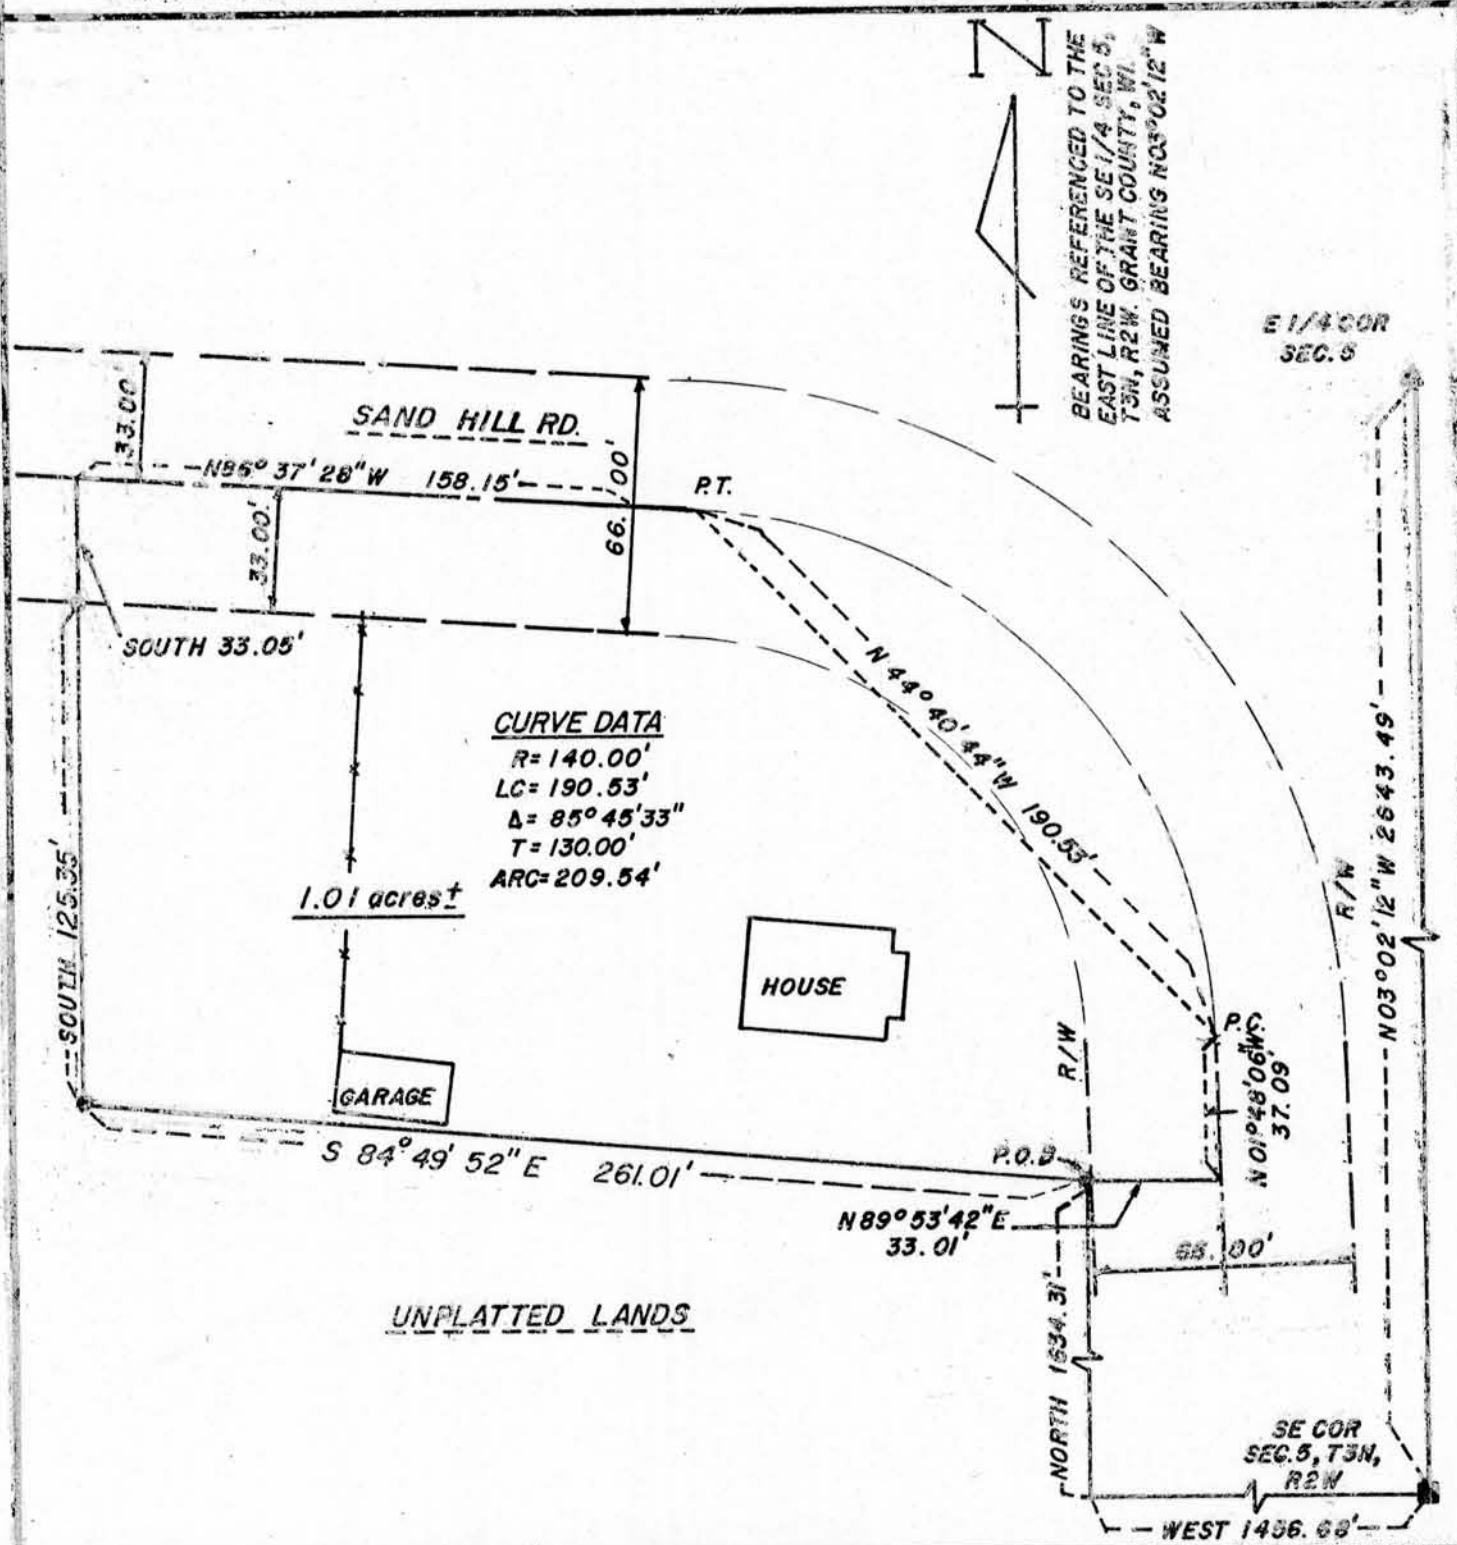 N
BEARINGS REFERENCED TO THE
EAST LINE OF THE SE 1/4 SEC 5,
T3N, R2W. GRANT COUNTY, WI.
ASSUMED BEARING N03°02'12"W
E 1/4 COR
SEC. 5
33.00'
SAND HILL RD.
N86° 37' 28" W 158.15'
P.T.
33.00'
66.00'
SOUTH 33.05'
N 44° 40' 44" W 190.53'
CURVE DATA
R= 140.00'
LC= 190.53'
Δ= 85° 45' 33"
T= 130.00'
ARC= 209.54'
1.01 acres±
SOUTH 125.35'
HOUSE
GARAGE
R/W
R/W
N03° 02' 12" W 2643.49'
P.C.
N 01° 48' 06" W
37.09'
S 84° 49' 52" E 261.01'
P.O.B
N 89° 53' 42" E
33.01'
66.00'
UNPLATTED LANDS
NORTH 1634.31'
SE COR
SEC. 5, T3N,
R2W
WEST